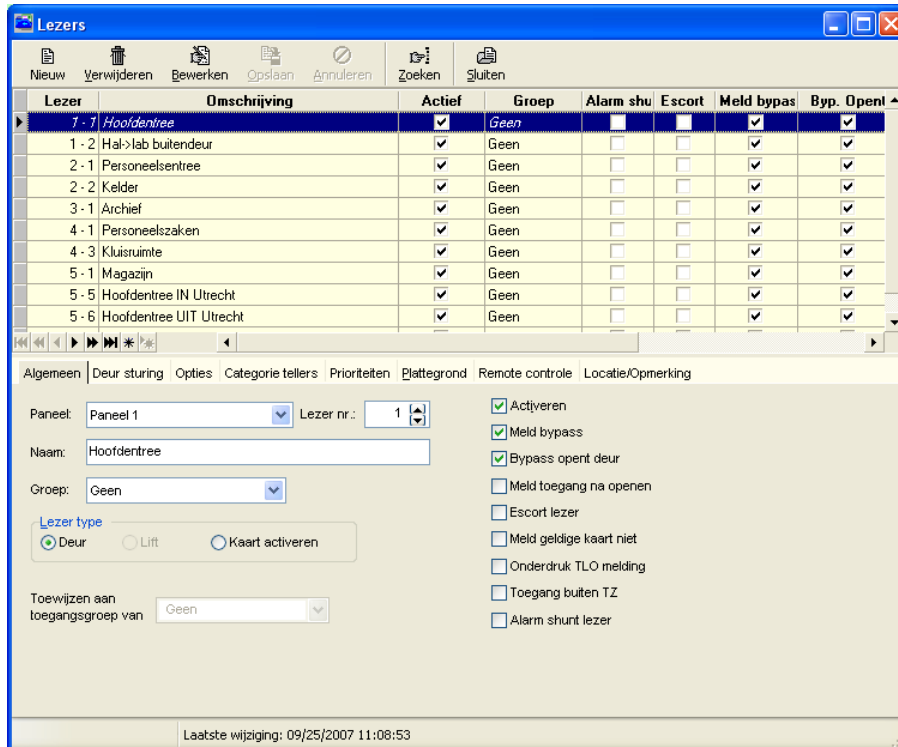 Lezers
Nieuw Verwijderen Bewerken Opslaan Annuleren Zoeken Sluiten
Lezer Omschrijving Actief Groep Alarm shu Escort Meld bypas Byp. Opent
1 - 1 Hoofdentree Geen
1 - 2 Hal->lab buitendeur Geen
2 - 1 Personeelsentree Geen
2 - 2 Kelder Geen
3 - 1 Archief Geen
4 - 1 Personeelszaken Geen
4 - 3 Kluisruimte Geen
5 - 1 Magazijn Geen
5 - 5 Hoofdentree IN Utrecht Geen
5 - 6 Hoofdentree UIT Utrecht Geen
Algemeen Deur sturing Opties Categorie tellers Prioriteiten Plattegrond Remote controle Locatie/Opmerking
Paneel: Paneel 1 Lezer nr.: 1
Naam: Hoofdentree
Groep: Geen
Lezer type
Deur Lift Kaart activeren
Toewijzen aan
toegangsgroep van Geen
Activeren
Meld bypass
Bypass opent deur
Meld toegang na openen
Escort lezer
Meld geldige kaart niet
Onderdruk TLO melding
Toegang buiten TZ
Alarm shunt lezer
Laatste wijziging: 09/25/2007 11:08:53